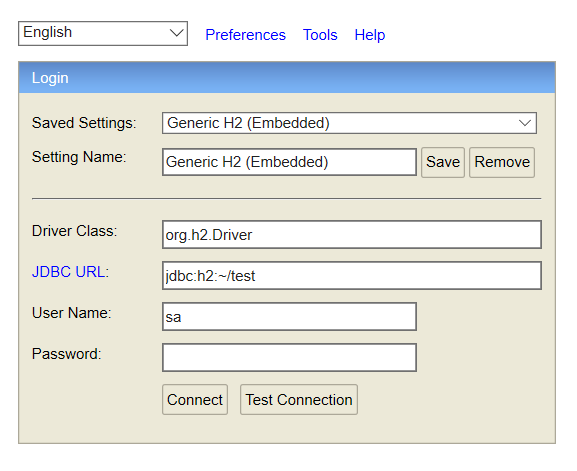 English Preferences Tools Help
Login
Saved Settings: Generic H2 (Embedded)
Setting Name: Generic H2 (Embedded) Save Remove
Driver Class: org.h2.Driver
JDBC URL: jdbc:h2:~/test
User Name: sa
Password:
Connect Test Connection